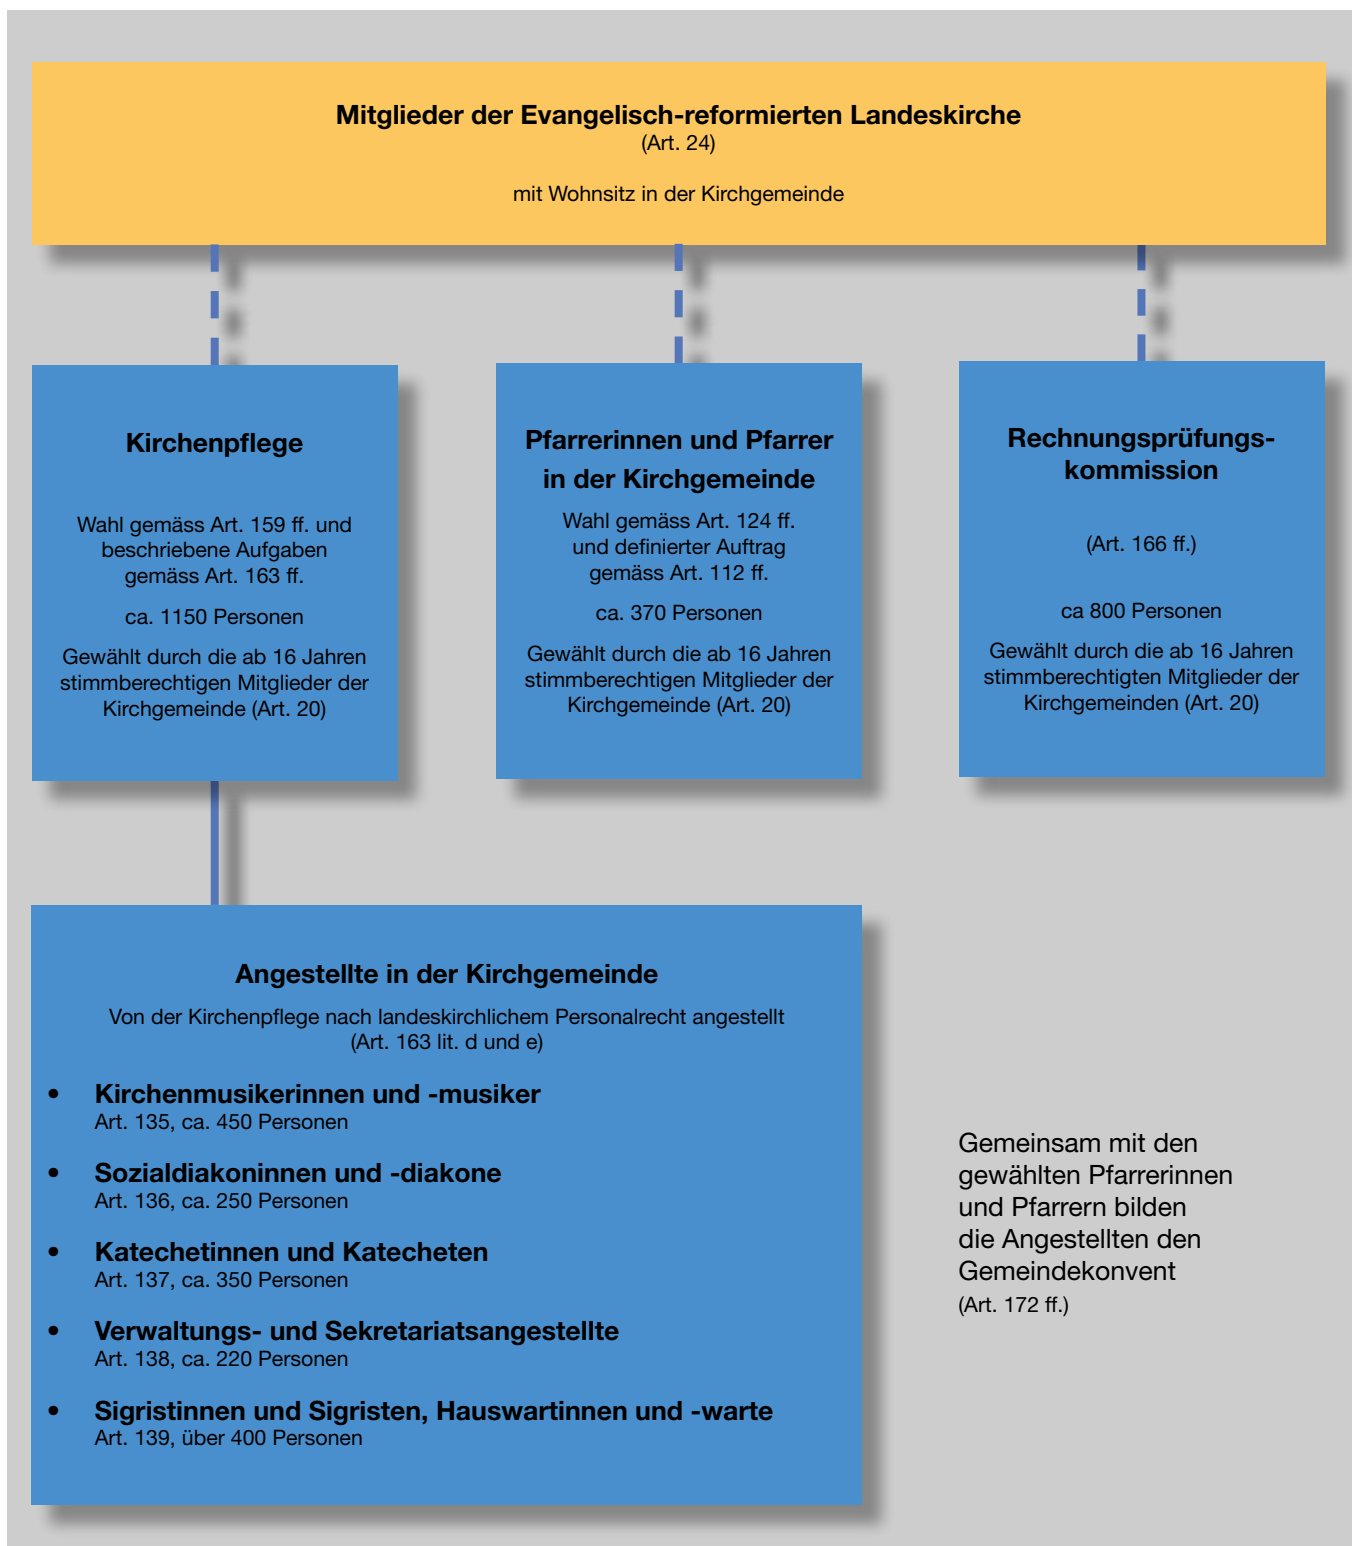 Mitglieder der Evangelisch-reformierten Landeskirche
(Art. 24)
mit Wohnsitz in der Kirchgemeinde
Kirchenpflege
Wahl gemäss Art. 159 ff. und
beschriebene Aufgaben
gemäss Art. 163 ff.
ca. 1150 Personen
Gewählt durch die ab 16 Jahren
stimmberechtigen Mitglieder der
Kirchgemeinde (Art. 20)
Pfarrerinnen und Pfarrer
in der Kirchgemeinde
Wahl gemäss Art. 124 ff.
und definierter Auftrag
gemäss Art. 112 ff.
ca. 370 Personen
Gewählt durch die ab 16 Jahren
stimmberechtigen Mitglieder der
Kirchgemeinde (Art. 20)
Rechnungsprüfungs-
kommission
(Art. 166 ff.)
ca 800 Personen
Gewählt durch die ab 16 Jahren
stimmberechtigten Mitglieder der
Kirchgemeinden (Art. 20)
Angestellte in der Kirchgemeinde
Von der Kirchenpflege nach landeskirchlichem Personalrecht angestellt
(Art. 163 lit. d und e)
• Kirchenmusikerinnen und -musiker
Art. 135, ca. 450 Personen
• Sozialdiakoninnen und -diakone
Art. 136, ca. 250 Personen
• Katechetinnen und Katecheten
Art. 137, ca. 350 Personen
• Verwaltungs- und Sekretariatsangestellte
Art. 138, ca. 220 Personen
• Sigristinnen und Sigristen, Hauswartinnen und -warte
Art. 139, über 400 Personen
Gemeinsam mit den
gewählten Pfarrerinnen
und Pfarrern bilden
die Angestellten den
Gemeindekonvent
(Art. 172 ff.)